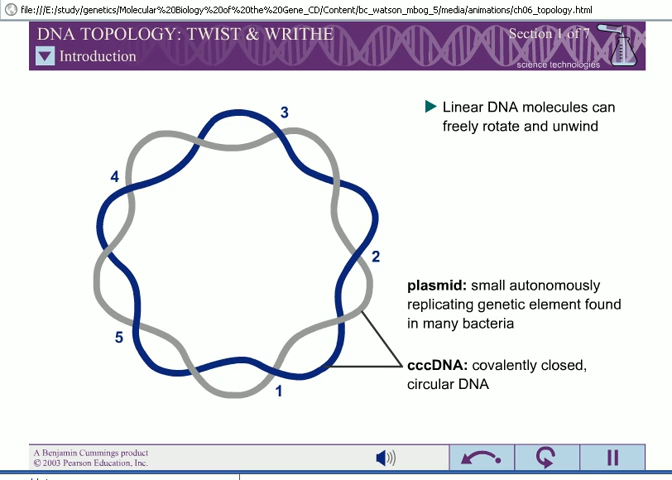 file:///E:/study/genetics/Molecular%20Biology%20of%20the%20Gene_CD/Content/bc_watson_mbog_5/media/animations/ch06_topology.html
DNA TOPOLOGY: TWIST & WRITHE
Section 1 of 7
Introduction
science technologies
3
Linear DNA molecules can
freely rotate and unwind
4
2
plasmid: small autonomously
replicating genetic element found
in many bacteria
5
cccDNA: covalently closed,
circular DNA
1
A Benjamin Cummings product
© 2003 Pearson Education, Inc.